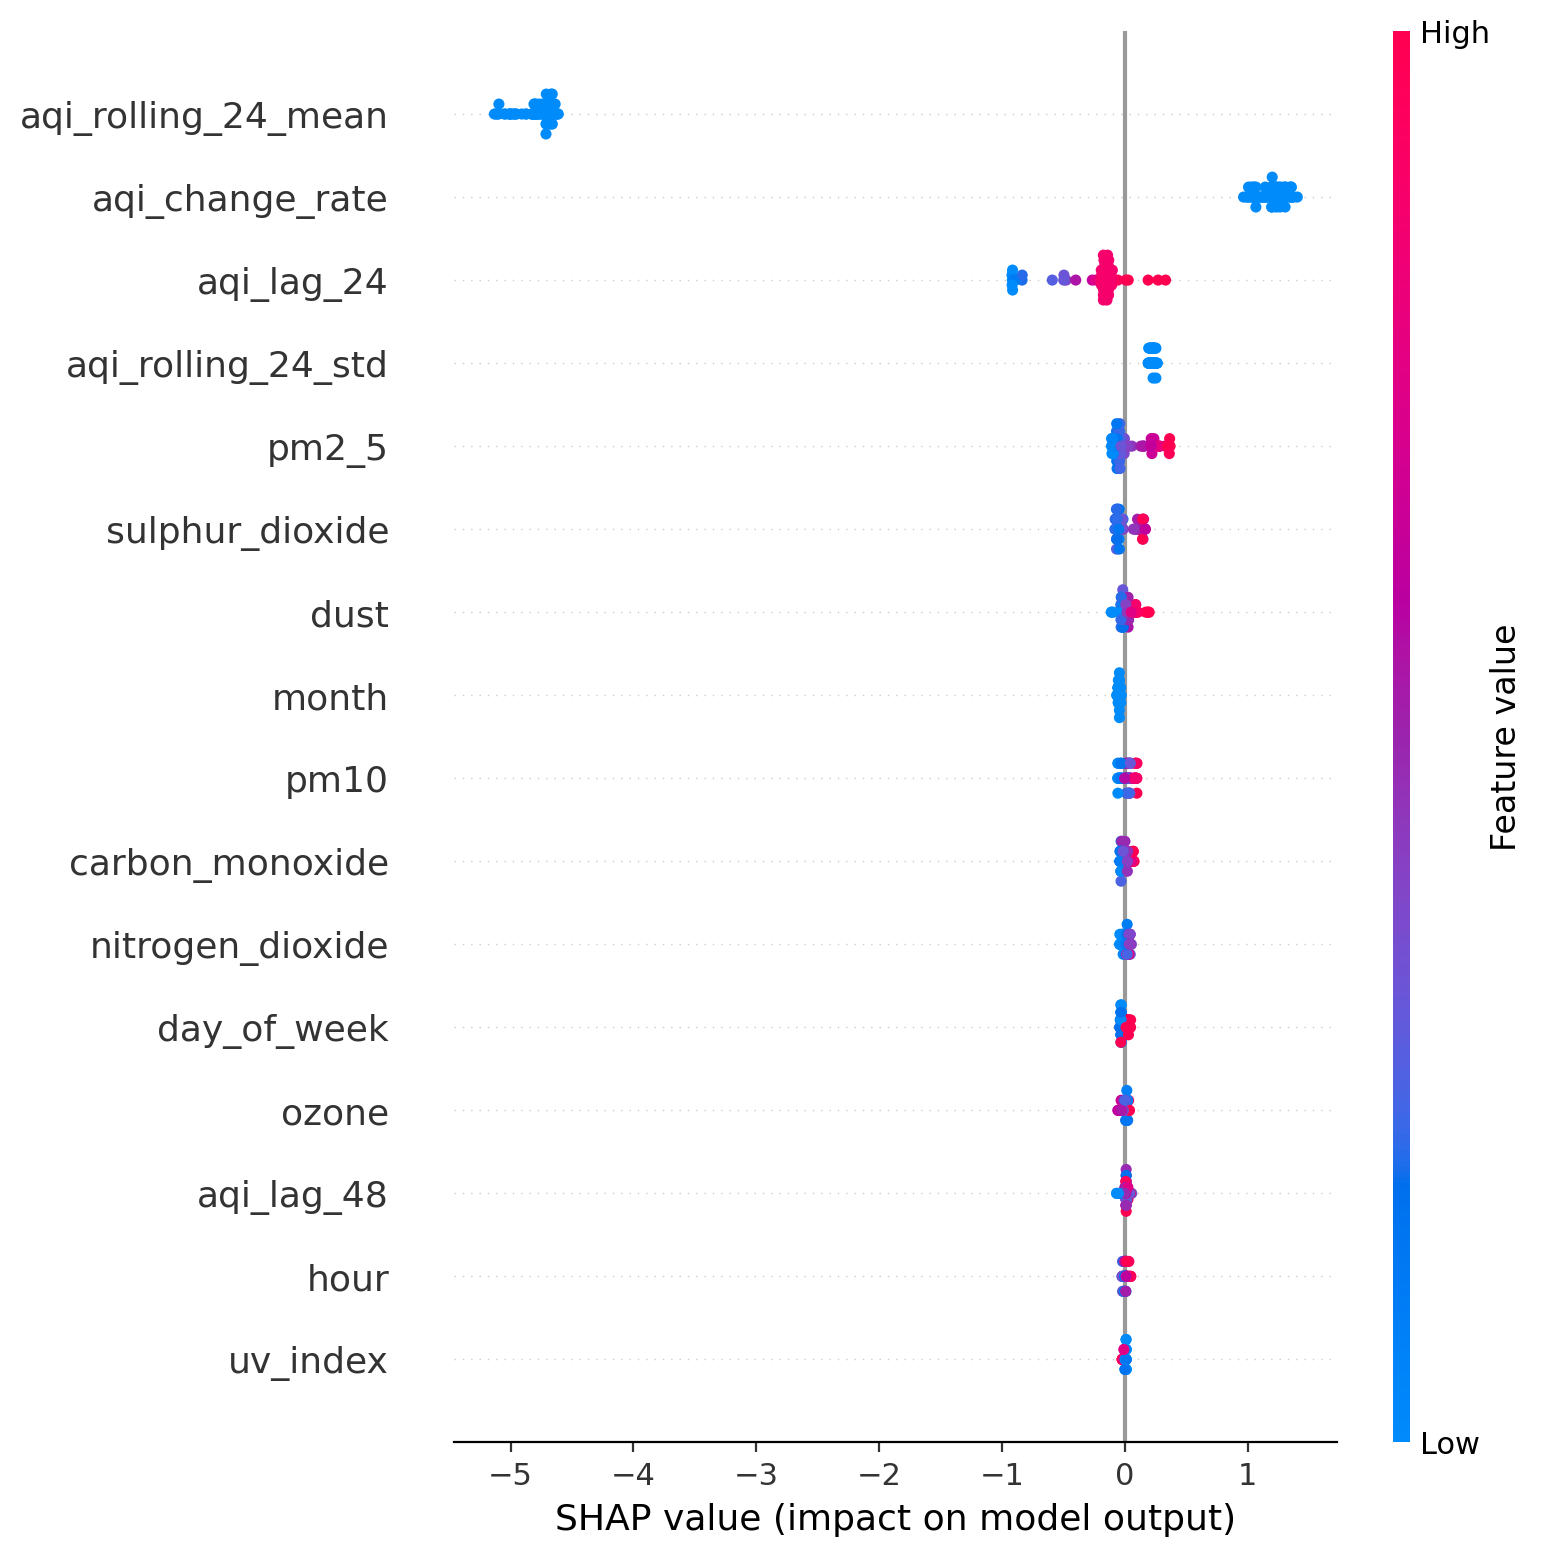 High
aqi_rolling_24_mean
aqi_change_rate
aqi_lag_24
aqi_rolling_24_std
pm2_5
sulphur_dioxide
dust
month
pm10
carbon_monoxide
nitrogen_dioxide
day_of_week
ozone
aqi_lag_48
hour
uv_index
Feature value
Low
−5 −4 −3 −2 −1 0 1
SHAP value (impact on model output)